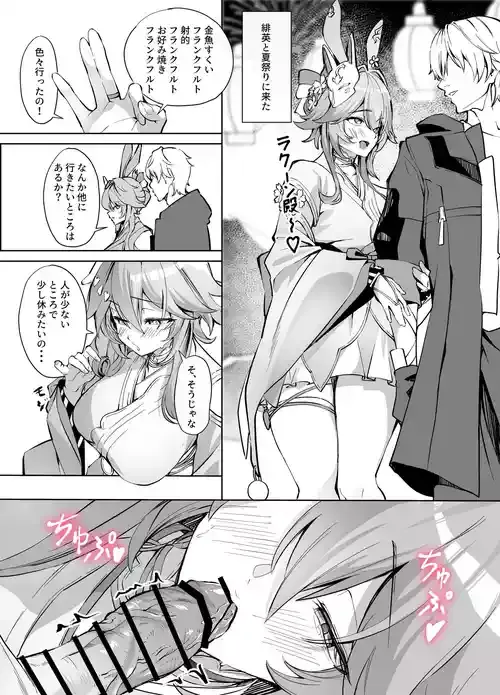 緋英と夏祭りに来た
ラクーン殿～♡
金魚すくい
フランクフルト
射的
フランクフルト
お好み焼き
フランクフルト
色々行ったの！
なんか他に
行きたいところは
あるか？
そ、そうじゃな
人が少ない
ところで
少し休みたいの・・
モジ
モジ
ちゅぷ♡
ちゅぷ♡